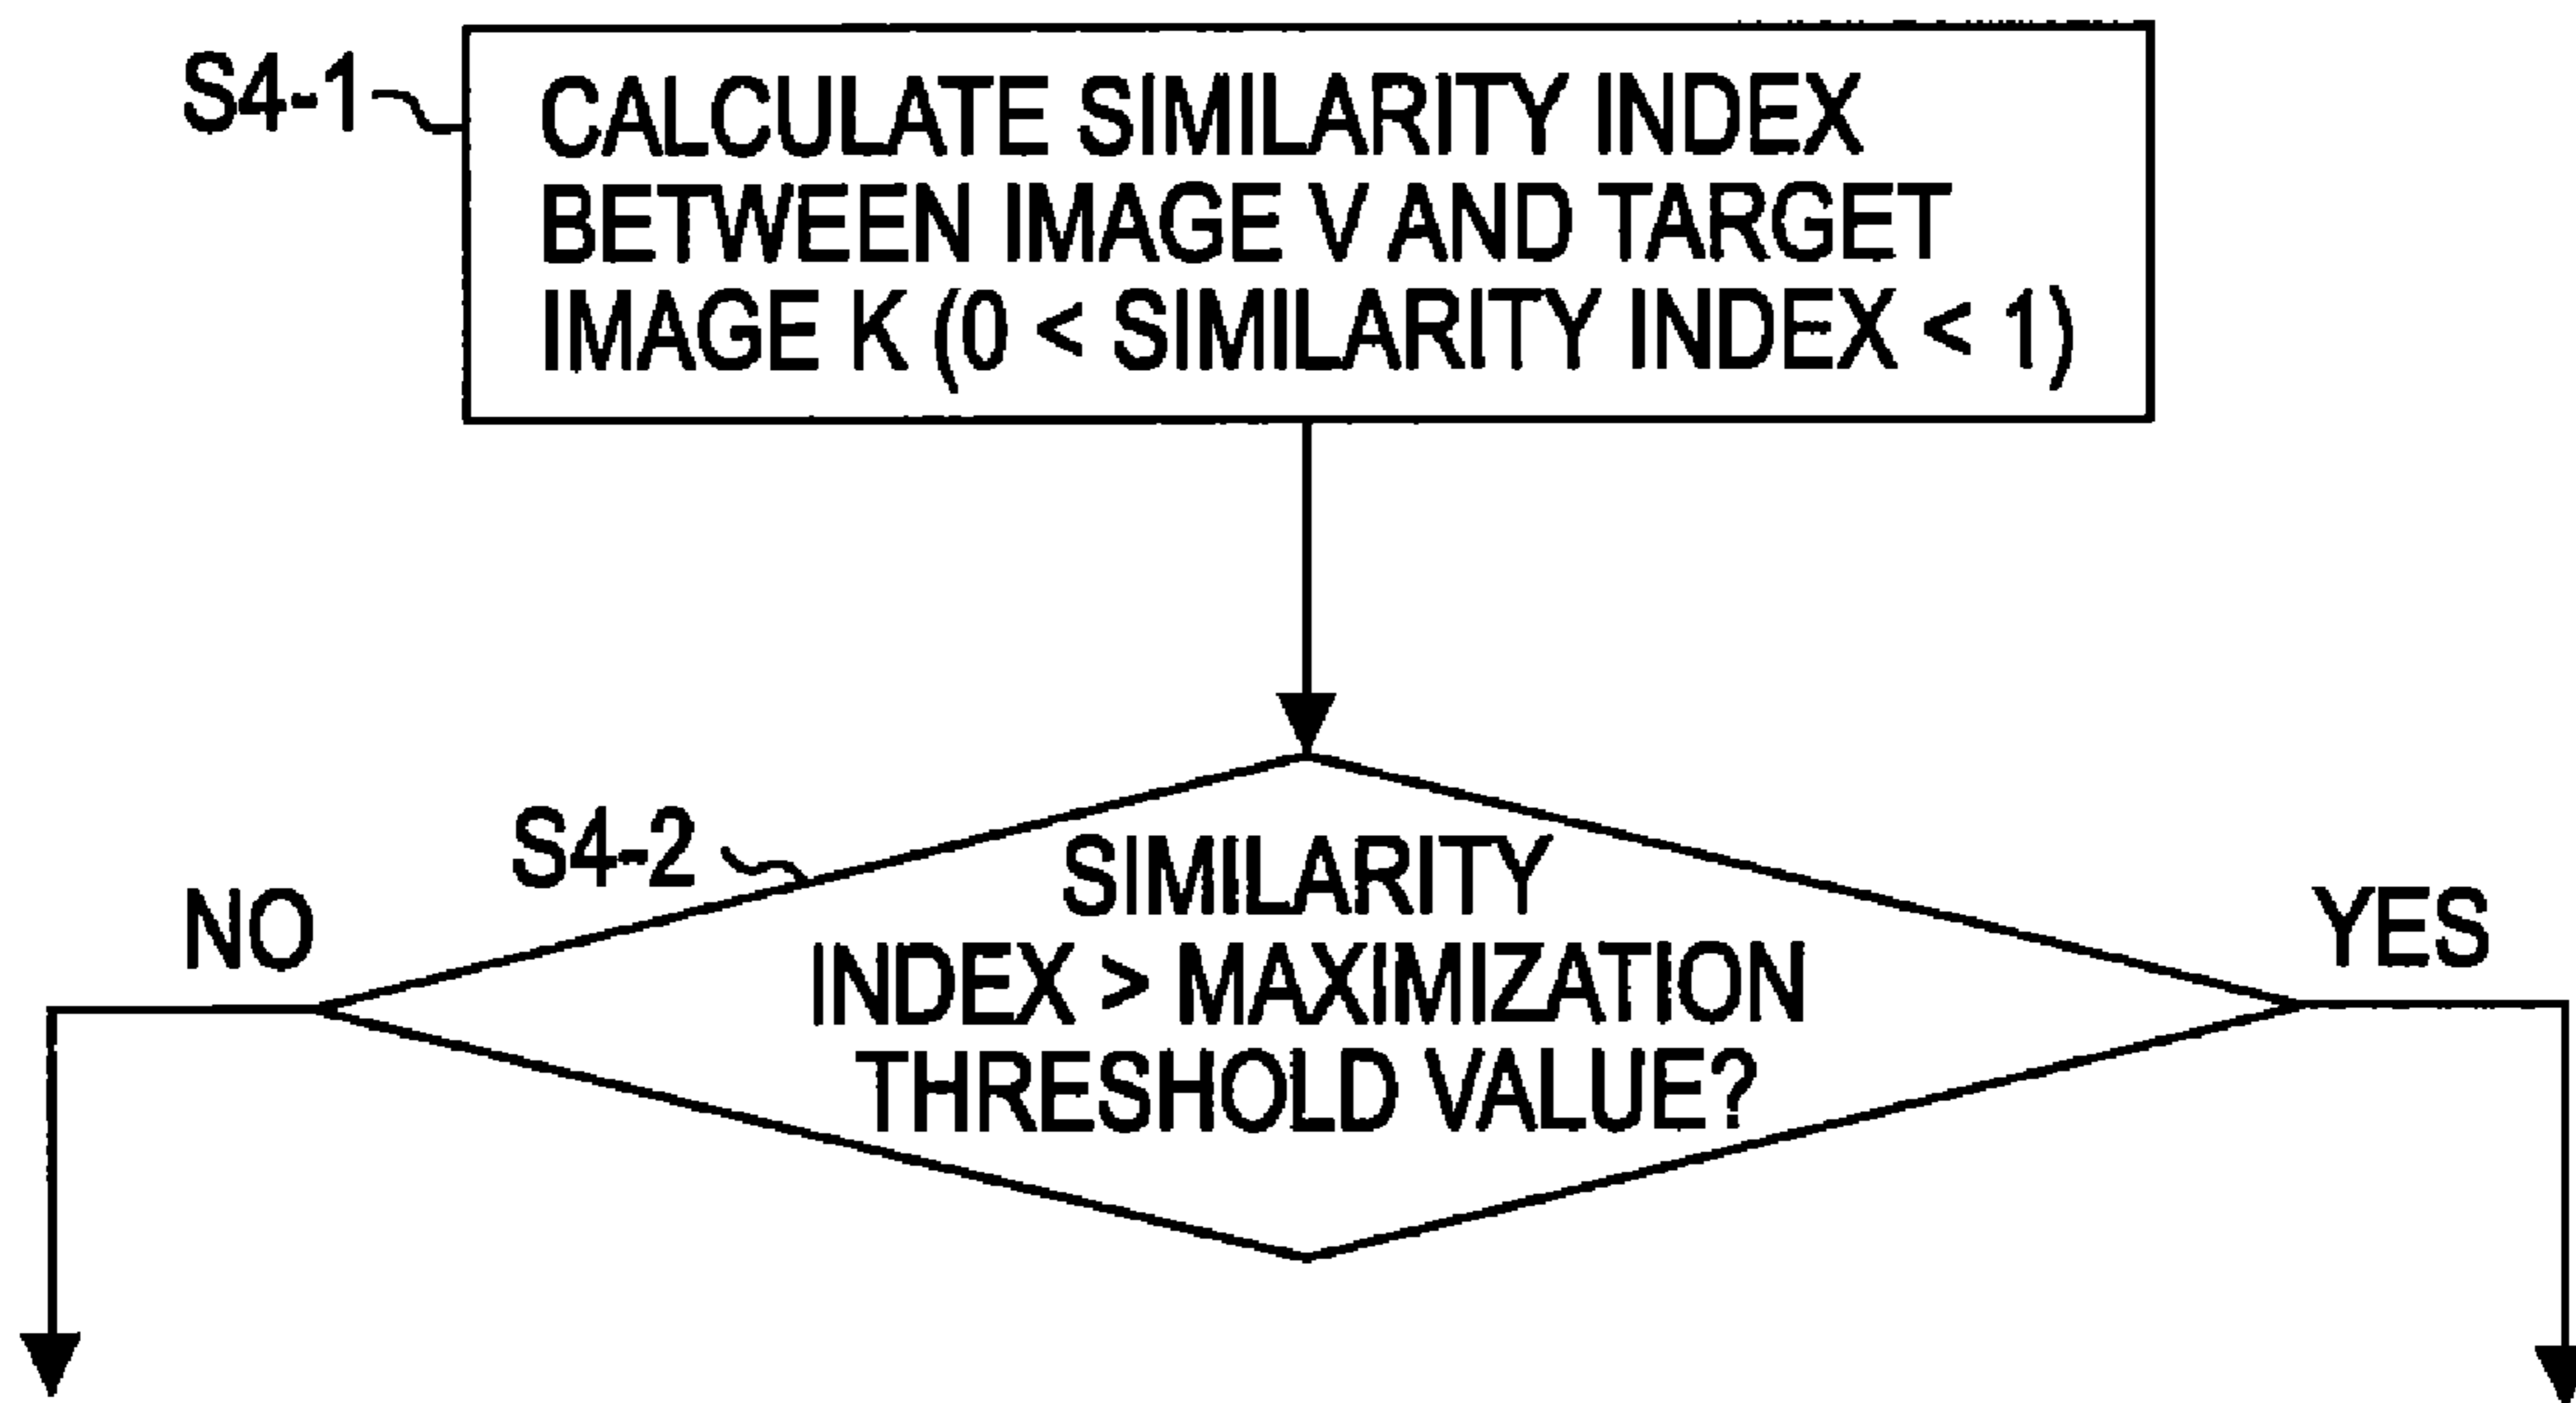 S4-1
CALCULATE SIMILARITY INDEX
BETWEEN IMAGE V AND TARGET
IMAGE K (0 < SIMILARITY INDEX < 1)
S4-2
NO
SIMILARITY
INDEX > MAXIMIZATION
THRESHOLD VALUE?
YES